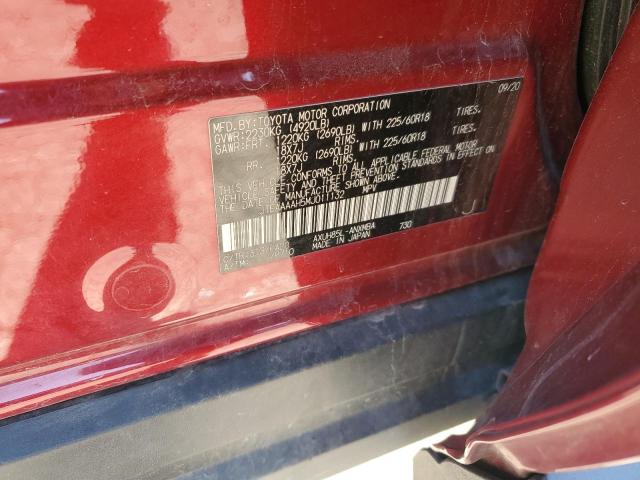 MFD. BY: TOYOTA MOTOR CORPORATION 09/20
GVWR: 2230KG (4920LB)
GAWR: FRT. 1220KG (2690LB) WITH 225/60R18 TIRES.
18X7J RIMS.
RR. 1220KG (2690LB) WITH 225/60R18 TIRES.
18X7J RIMS.
THIS VEHICLE CONFORMS TO ALL APPLICABLE FEDERAL MOTOR
VEHICLE SAFETY AND THEFT PREVENTION STANDARDS IN EFFECT ON
THE DATE OF MANUFACTURE SHOWN ABOVE.
AAAH5MJ011132 MPV
C/TR:
A/TM:
AXUH85L-ANXMBA 730
MADE IN JAPAN
J